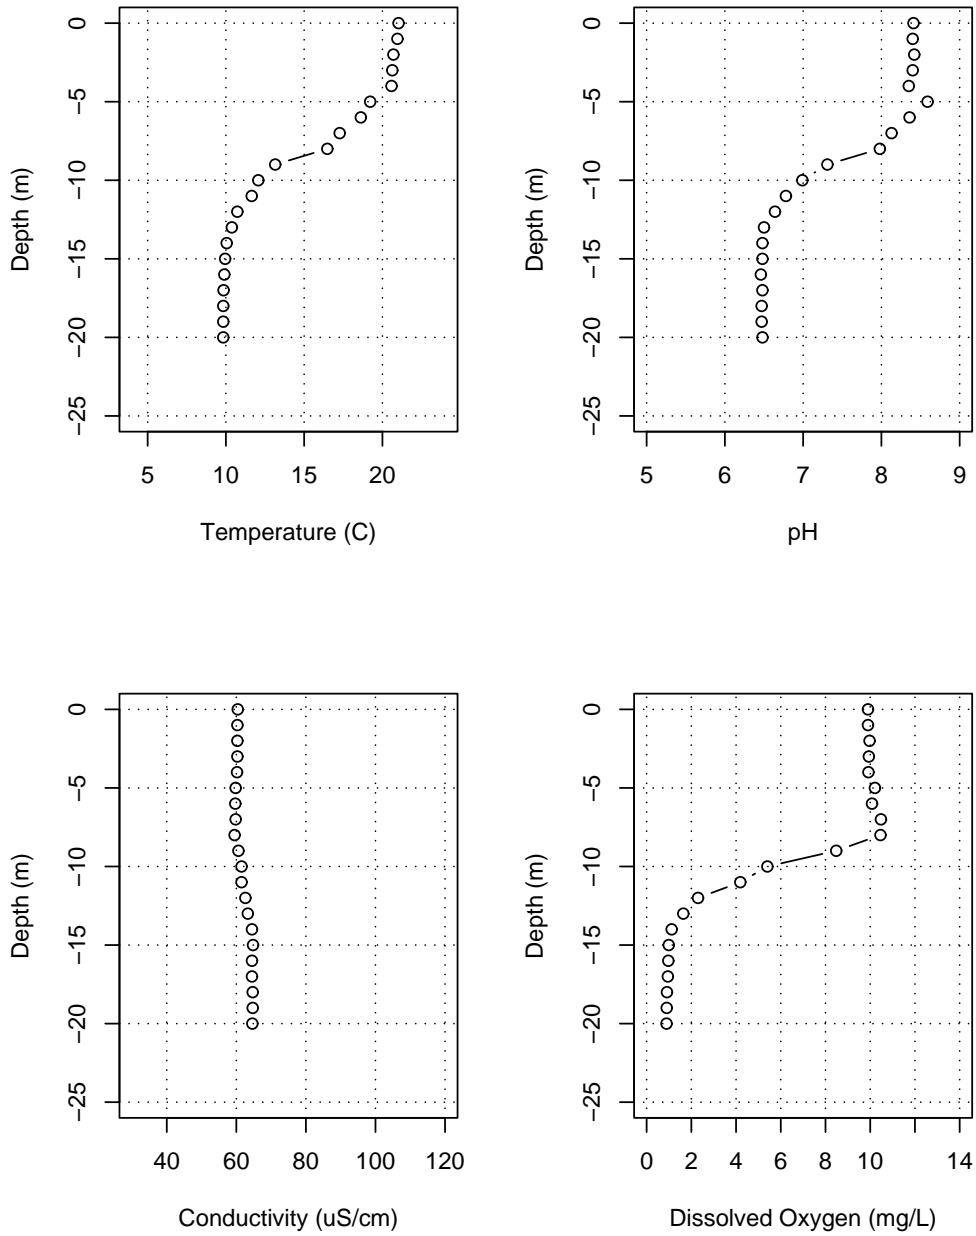 0
−5
−10
−15
−20
−25
Depth (m)
5 10 15 20
Temperature (C)
0
−5
−10
−15
−20
−25
Depth (m)
5 6 7 8 9
pH
0
−5
−10
−15
−20
−25
Depth (m)
40 60 80 100 120
Conductivity (uS/cm)
0
−5
−10
−15
−20
−25
Depth (m)
0 2 4 6 8 10 14
Dissolved Oxygen (mg/L)